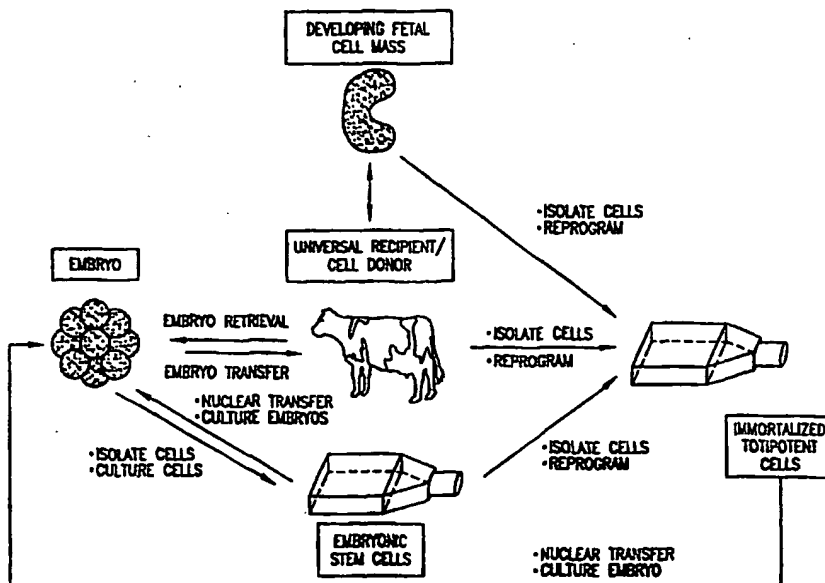 DEVELOPING FETAL
CELL MASS
•ISOLATE CELLS
•REPROGRAM
UNIVERSAL RECIPIENT/
CELL DONOR
EMBRYO
EMBRYO RETRIEVAL
EMBRYO TRANSFER
•ISOLATE CELLS
•REPROGRAM
•NUCLEAR TRANSFER
•CULTURE EMBRYOS
•ISOLATE CELLS
•CULTURE CELLS
•ISOLATE CELLS
•REPROGRAM
IMMORTALIZED
TOTIPOTENT
CELLS
EMBRYONIC
STEM CELLS
•NUCLEAR TRANSFER
•CULTURE EMBRYO